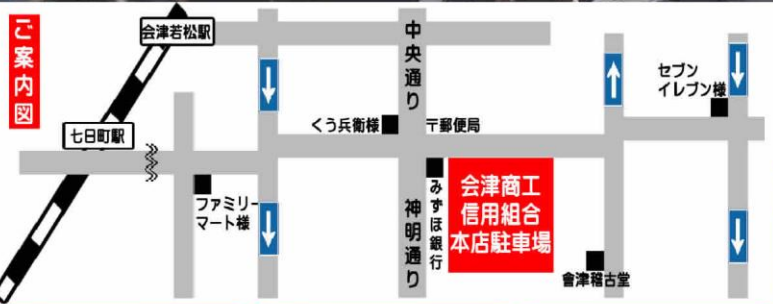 ご案内図
会津若松駅
七日町駅
中央通り
くう兵衛様
〒郵便局
セブン
イレブン様
ファミリー
マート様
神明通り
みずほ銀行
会津商工
信用組合
本店駐車場
會津稽古堂